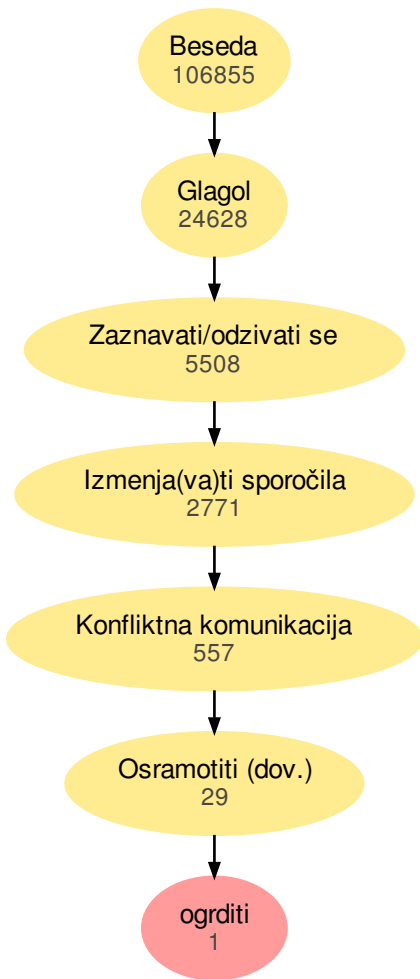 Beseda
106855
Glagol
24628
Zaznavati/odzivati se
5508
Izmenja(va)ti sporočila
2771
Konfliktna komunikacija
557
Osramotiti (dov.)
29
ogrditi
1